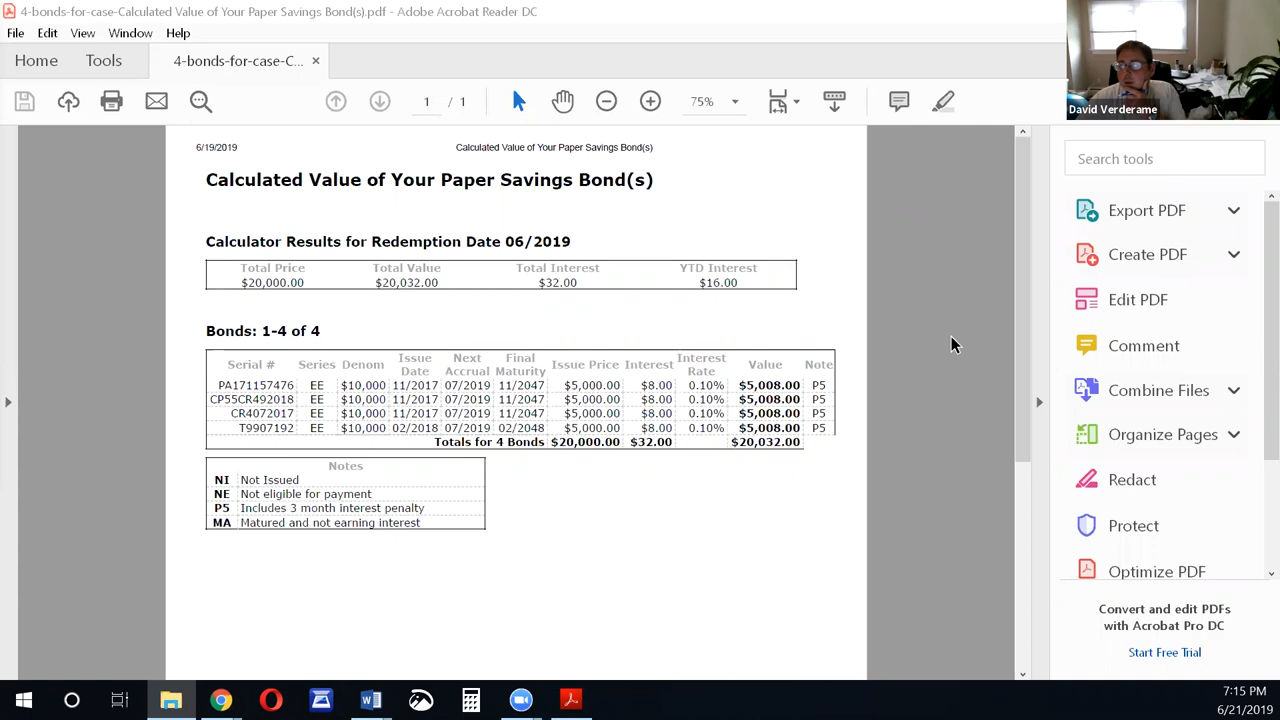 4-bonds-for-case-Calculated Value of Your Paper Savings Bond(s).pdf - Adobe Acrobat Reader DC
File Edit View Window Help
Home Tools 4-bonds-for-case-C... ×
1 / 1 75%
David Verderame
6/19/2019 Calculated Value of Your Paper Savings Bond(s)
Calculated Value of Your Paper Savings Bond(s)
Calculator Results for Redemption Date 06/2019
Total Price Total Value Total Interest YTD Interest
$20,000.00 $20,032.00 $32.00 $16.00
Bonds: 1-4 of 4
Serial # Series Denom Issue Date Next Accrual Final Maturity Issue Price Interest Interest Rate Value Note
PA171157476 EE $10,000 11/2017 07/2019 11/2047 $5,000.00 $8.00 0.10% $5,008.00 P5
CP55CR492018 EE $10,000 11/2017 07/2019 11/2047 $5,000.00 $8.00 0.10% $5,008.00 P5
CR4072017 EE $10,000 11/2017 07/2019 11/2047 $5,000.00 $8.00 0.10% $5,008.00 P5
T9907192 EE $10,000 02/2018 07/2019 02/2048 $5,000.00 $8.00 0.10% $5,008.00 P5
Totals for 4 Bonds $20,000.00 $32.00 $20,032.00
Notes
NI Not Issued
NE Not eligible for payment
P5 Includes 3 month interest penalty
MA Matured and not earning interest
Search tools
Export PDF
Create PDF
Edit PDF
Comment
Combine Files
Organize Pages
Redact
Protect
Optimize PDF
Convert and edit PDFs
with Acrobat Pro DC
Start Free Trial
7:15 PM
6/21/2019